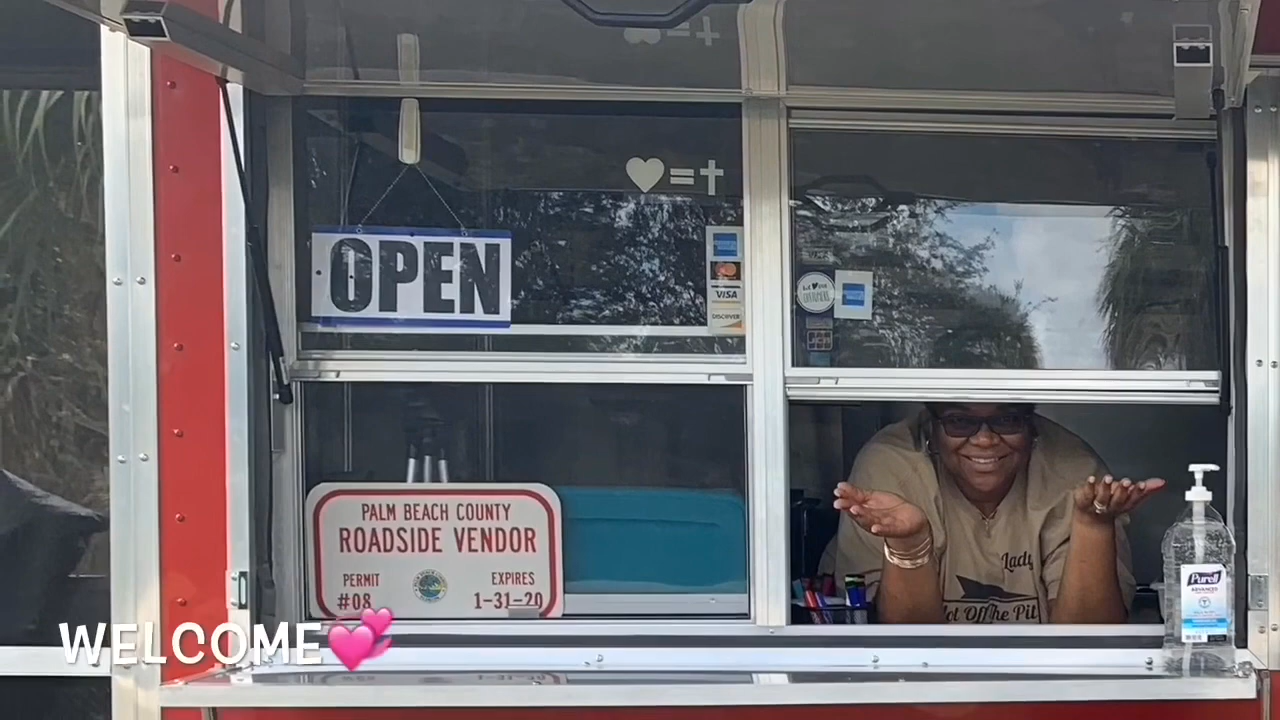 OPEN
VISA
DISCOVER
PALM BEACH COUNTY
ROADSIDE VENDOR
PERMIT
EXPIRES
#08
1-31-20
Lady
Hot Off the Pit
Purell
ADVANCED
WELCOME